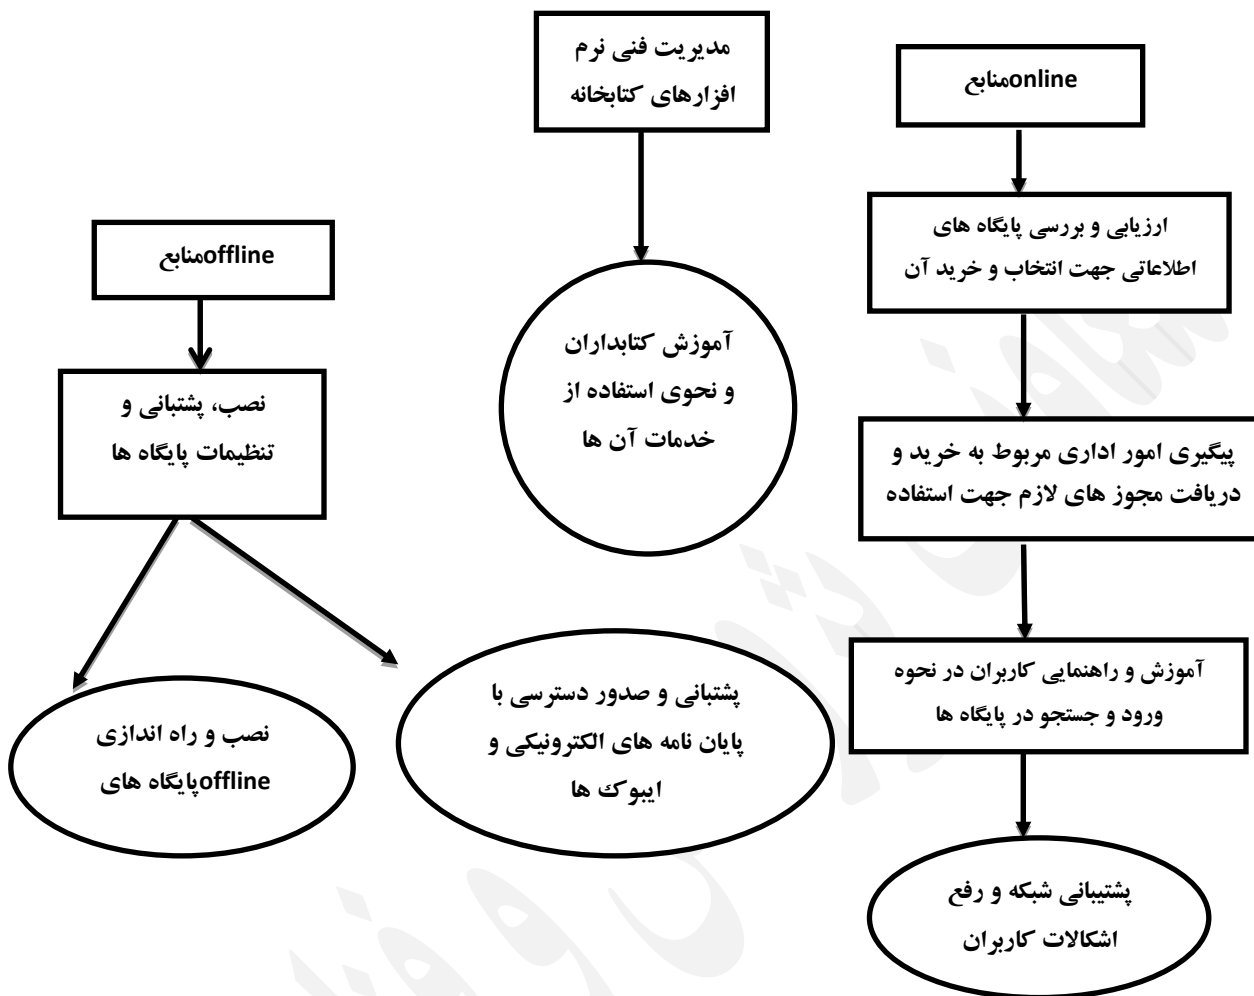 منابعonline
ارزیابی و بررسی پایگاه های
اطلاعاتی جهت انتخاب و خرید آن
پیگیری امور اداری مربوط به خرید و
دریافت مجوز های لازم جهت استفاده
آموزش و راهنمایی کاربران در نحوه
ورود و جستجو در پایگاه ها
پشتیبانی شبکه و رفع
اشکالات کاربران
مدیریت فنی نرم
افزارهای کتابخانه
آموزش کتابداران
و نحوی استفاده از
خدمات آن ها
منابعoffline
نصب، پشتبانی و
تنظیمات پایگاه ها
پشتبانی و صدور دسترسی با
پایان نامه های الکترونیکی و
ایبوک ها
نصب و راه اندازی
پایگاه هایoffline